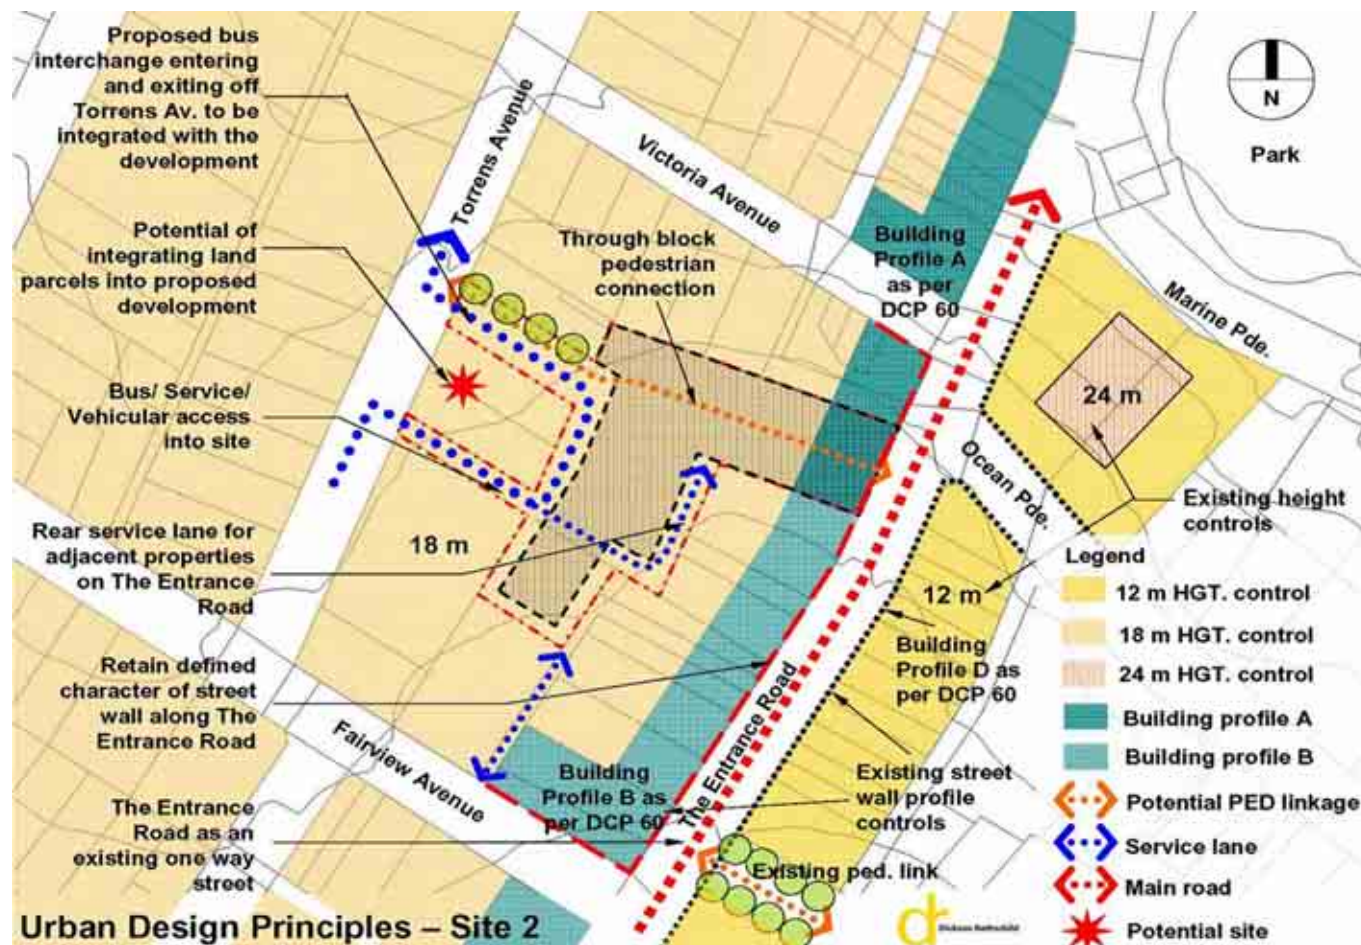 Proposed bus
interchange entering
and exiting off
Torrens Av. to be
integrated with the
development
Potential of
integrating land
parcels into proposed
development
Bus/ Service/
Vehicular access
into site
Rear service lane for
adjacent properties
on The Entrance
Road
Retain defined
character of street
wall along The
Entrance Road
The Entrance
Road as an
existing one way
street
Torrens Avenue
Victoria Avenue
Through block
pedestrian
connection
Building
Profile A
as per
DCP 60
N
Park
Marine Pde.
24 m
Ocean Pde.
Existing height
controls
18 m
12 m
Building
Profile D as
per DCP 60
The Entrance Road
Fairview Avenue
Building
Profile B as
per DCP 60
Existing street
wall profile
controls
Existing ped. link
Legend
12 m HGT. control
18 m HGT. control
24 m HGT. control
Building profile A
Building profile B
Potential PED linkage
Service lane
Main road
Potential site
Urban Design Principles – Site 2
dr
Dickson Rothschild